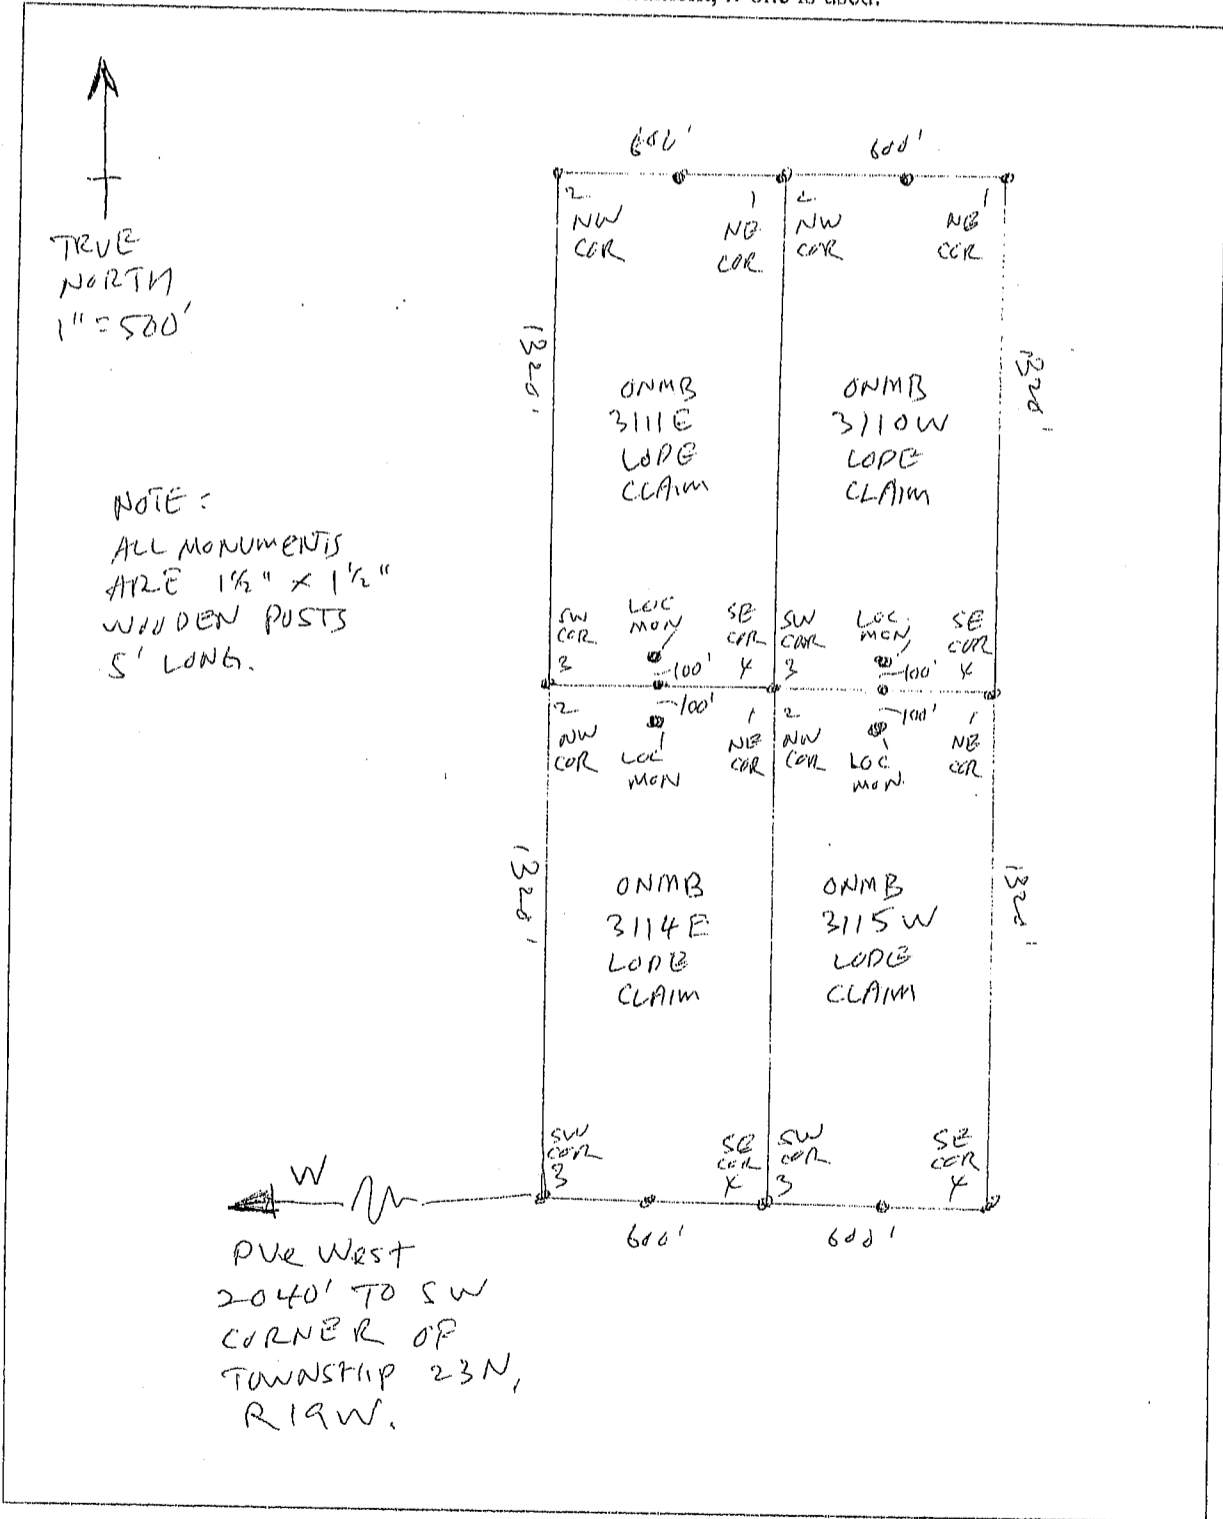 is used.
TRUE
NORTH
1" = 500'
NOTE:
ALL MONUMENTS
ARE 1½" x 1½"
WOODEN POSTS
5' LONG.
600' 600'
2 1 2 1
NW NE NW NE
COR COR COR COR
1320' 1320'
ONMB ONMB
3111E 3110W
LODE LODE
CLAIM CLAIM
SW LOC SE SW LOC. SE
COR MON COR COR MON COR
3 100' 4 3 100' 4
2 100' 1 2 100' 1
NW LOC NE NW LOC NE
COR MON COR COR MON. COR
1320' 1320'
ONMB ONMB
3114E 3115W
LODE LODE
CLAIM CLAIM
SW SE SW SE
COR COR COR COR
3 4 3 4
600' 600'
W
DUE WEST
2040' TO SW
CORNER OF
TOWNSHIP 23N,
R19W.